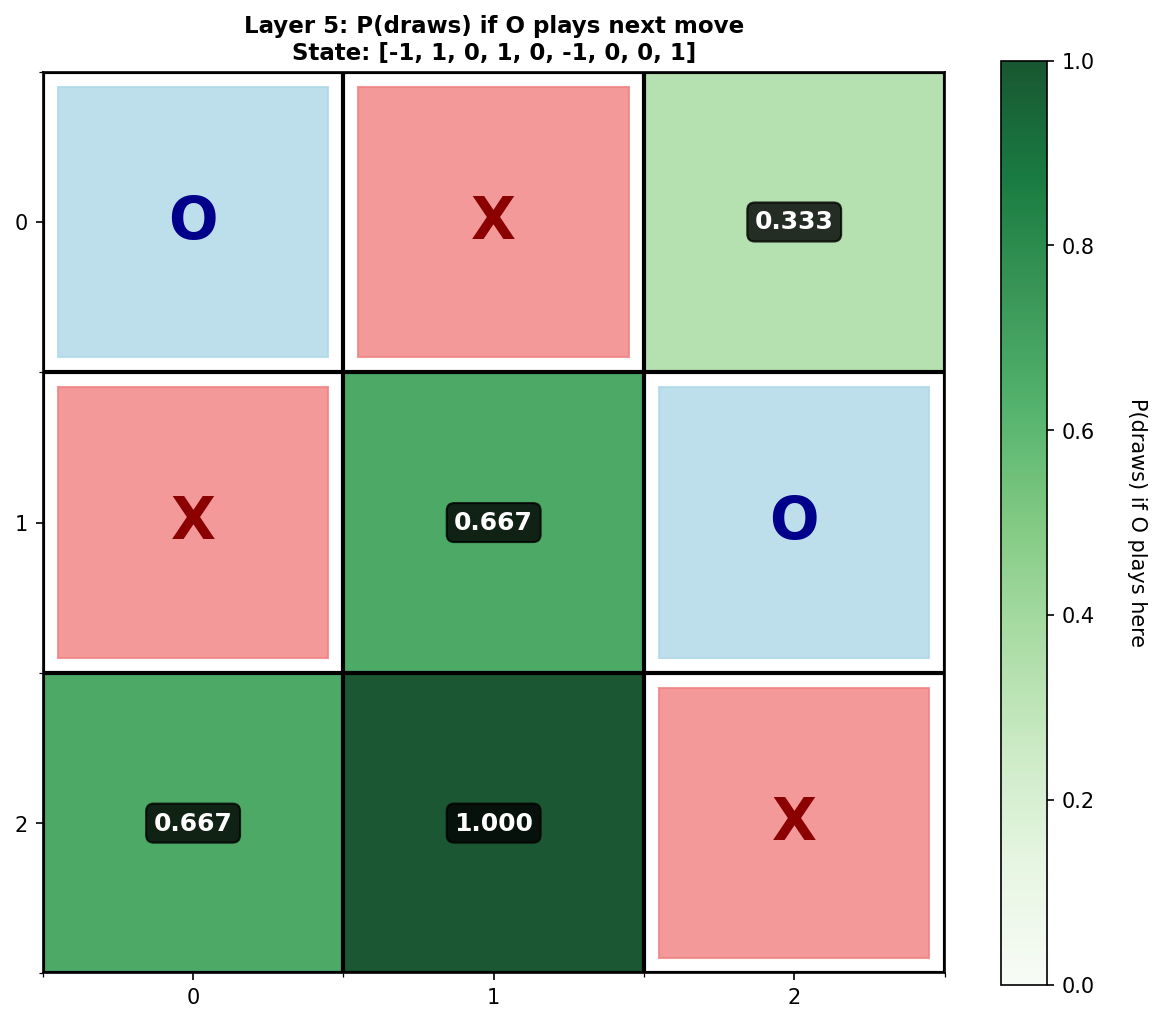 Layer 5: P(draws) if O plays next move
State: [-1, 1, 0, 1, 0, -1, 0, 0, 1]
O
X
0.333
X
0.667
O
0.667
1.000
X
0
1
2
0
1
2
1.0
0.8
0.6
0.4
0.2
0.0
P(draws) if O plays here